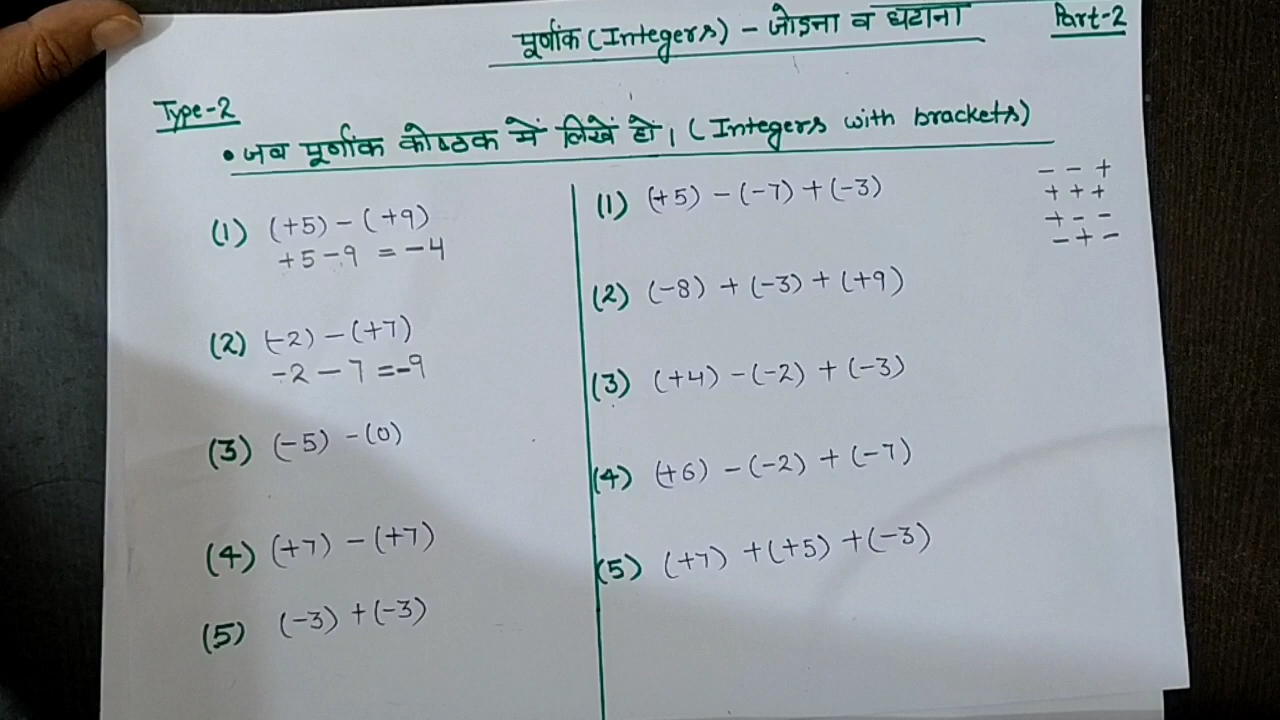 पूर्णांक (Integers) - जोड़ना व घटाना
Part-2
Type-2
• जब पूर्णांक कोष्ठक में लिखें हों। (Integers with brackets)
(1) (+5) - (+9)
+5-9 = -4
(2) (-2) - (+7)
-2 - 7 = -9
(3) (-5) - (0)
(4) (+7) - (+7)
(5) (-3) + (-3)
(1) (+5) - (-7) + (-3)
(2) (-8) + (-3) + (+9)
(3) (+4) - (-2) + (-3)
(4) (+6) - (-2) + (-7)
(5) (+7) + (+5) + (-3)
- - +
+ + +
+ - -
- + -